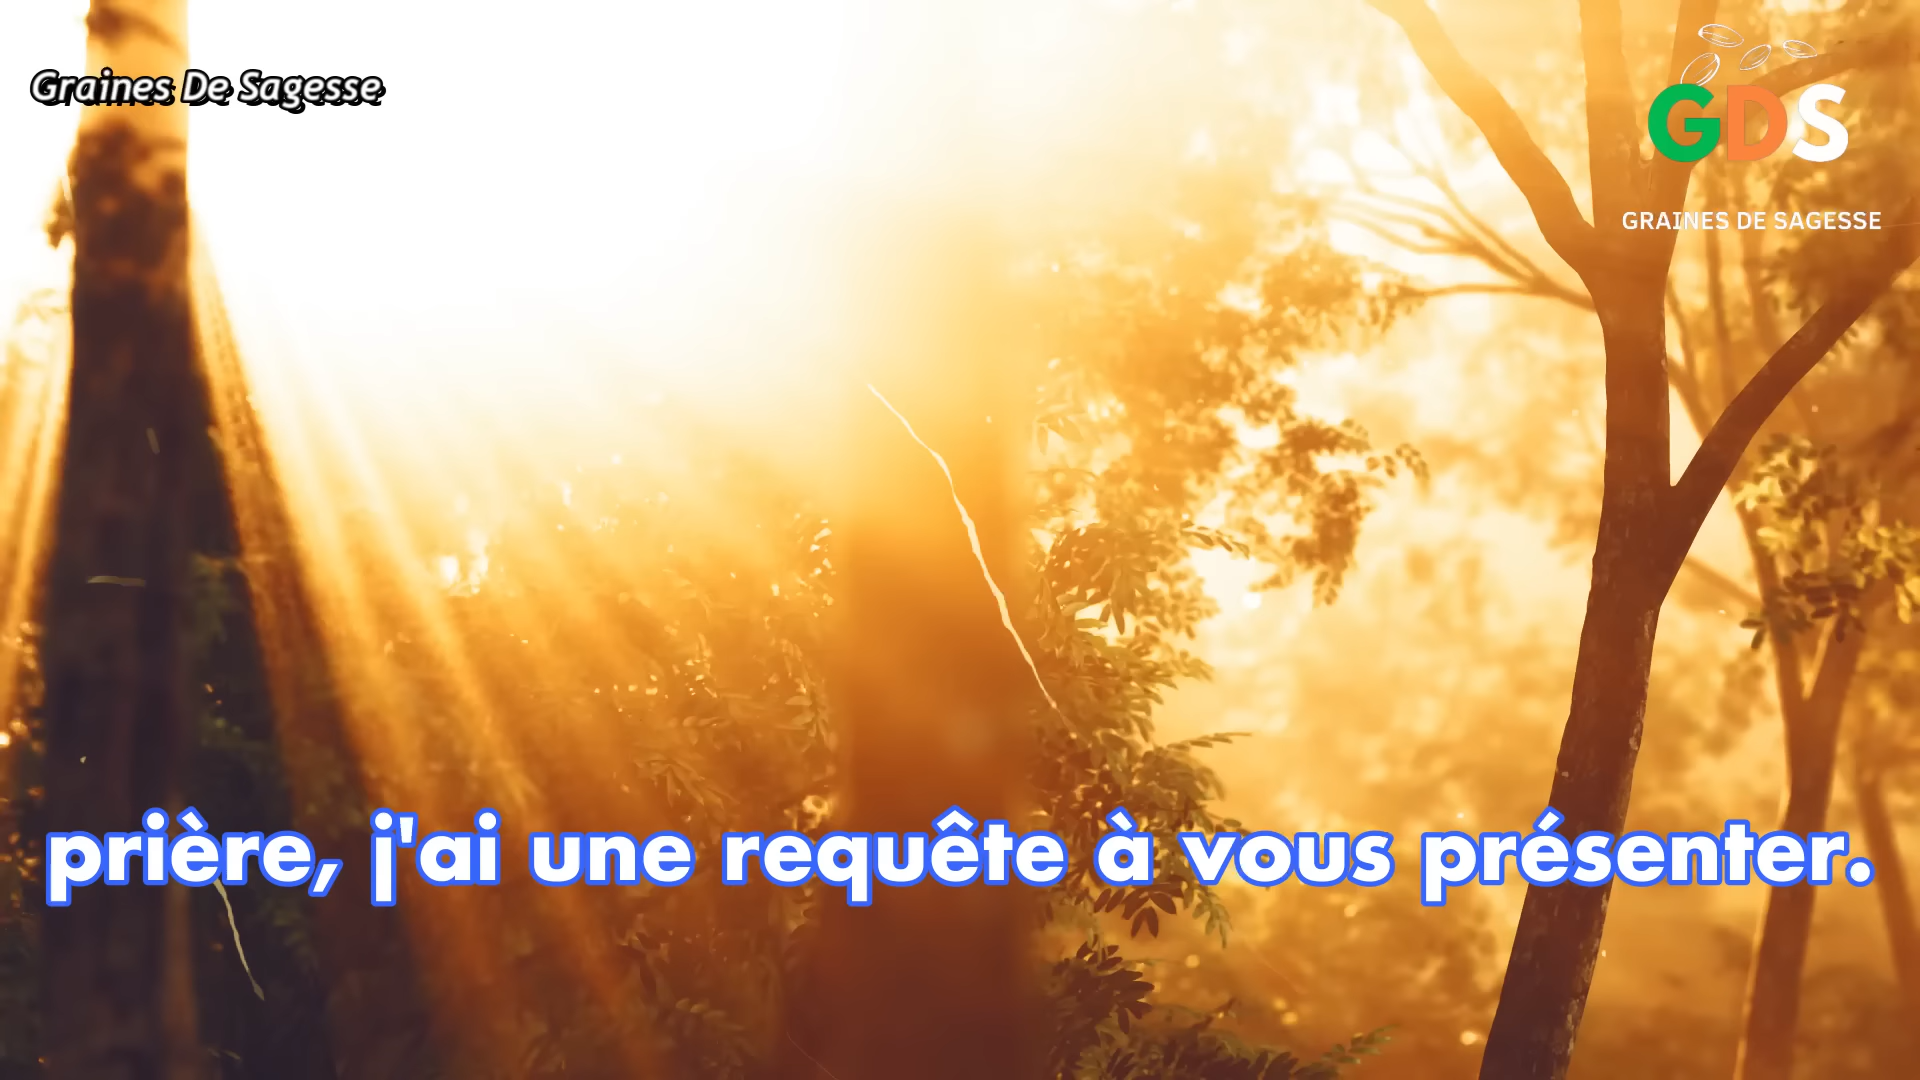 Graines De Sagesse
GDS
GRAINES DE SAGESSE
prière, j'ai une requête à vous présenter.